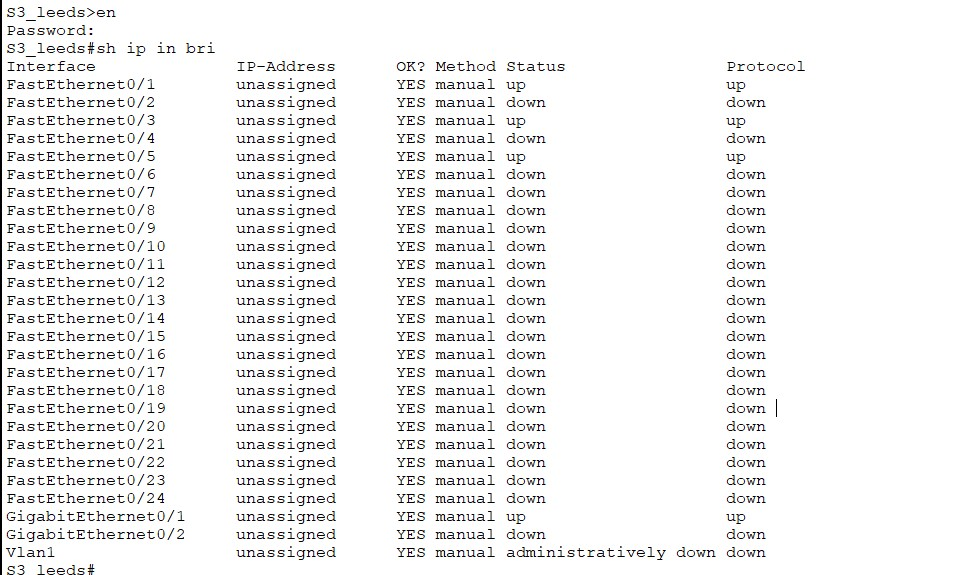 S3_leeds>en
Password:
S3_leeds#sh ip in bri
Interface              IP-Address      OK? Method Status                Protocol
FastEthernet0/1        unassigned      YES manual up                    up
FastEthernet0/2        unassigned      YES manual down                  down
FastEthernet0/3        unassigned      YES manual up                    up
FastEthernet0/4        unassigned      YES manual down                  down
FastEthernet0/5        unassigned      YES manual up                    up
FastEthernet0/6        unassigned      YES manual down                  down
FastEthernet0/7        unassigned      YES manual down                  down
FastEthernet0/8        unassigned      YES manual down                  down
FastEthernet0/9        unassigned      YES manual down                  down
FastEthernet0/10       unassigned      YES manual down                  down
FastEthernet0/11       unassigned      YES manual down                  down
FastEthernet0/12       unassigned      YES manual down                  down
FastEthernet0/13       unassigned      YES manual down                  down
FastEthernet0/14       unassigned      YES manual down                  down
FastEthernet0/15       unassigned      YES manual down                  down
FastEthernet0/16       unassigned      YES manual down                  down
FastEthernet0/17       unassigned      YES manual down                  down
FastEthernet0/18       unassigned      YES manual down                  down
FastEthernet0/19       unassigned      YES manual down                  down
FastEthernet0/20       unassigned      YES manual down                  down
FastEthernet0/21       unassigned      YES manual down                  down
FastEthernet0/22       unassigned      YES manual down                  down
FastEthernet0/23       unassigned      YES manual down                  down
FastEthernet0/24       unassigned      YES manual down                  down
GigabitEthernet0/1     unassigned      YES manual up                    up
GigabitEthernet0/2     unassigned      YES manual down                  down
Vlan1                  unassigned      YES manual administratively down down
S3_leeds#